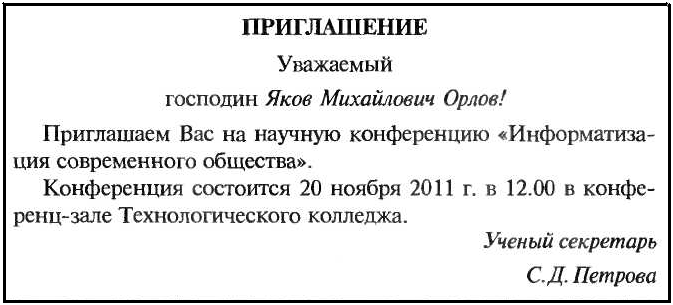 ПРИГЛАШЕНИЕ
Уважаемый
господин Яков Михайлович Орлов!
Приглашаем Вас на научную конференцию «Информатиза-
ция современного общества».
Конференция состоится 20 ноября 2011 г. в 12.00 в конфе-
ренц-зале Технологического колледжа.
Ученый секретарь
С.Д. Петрова